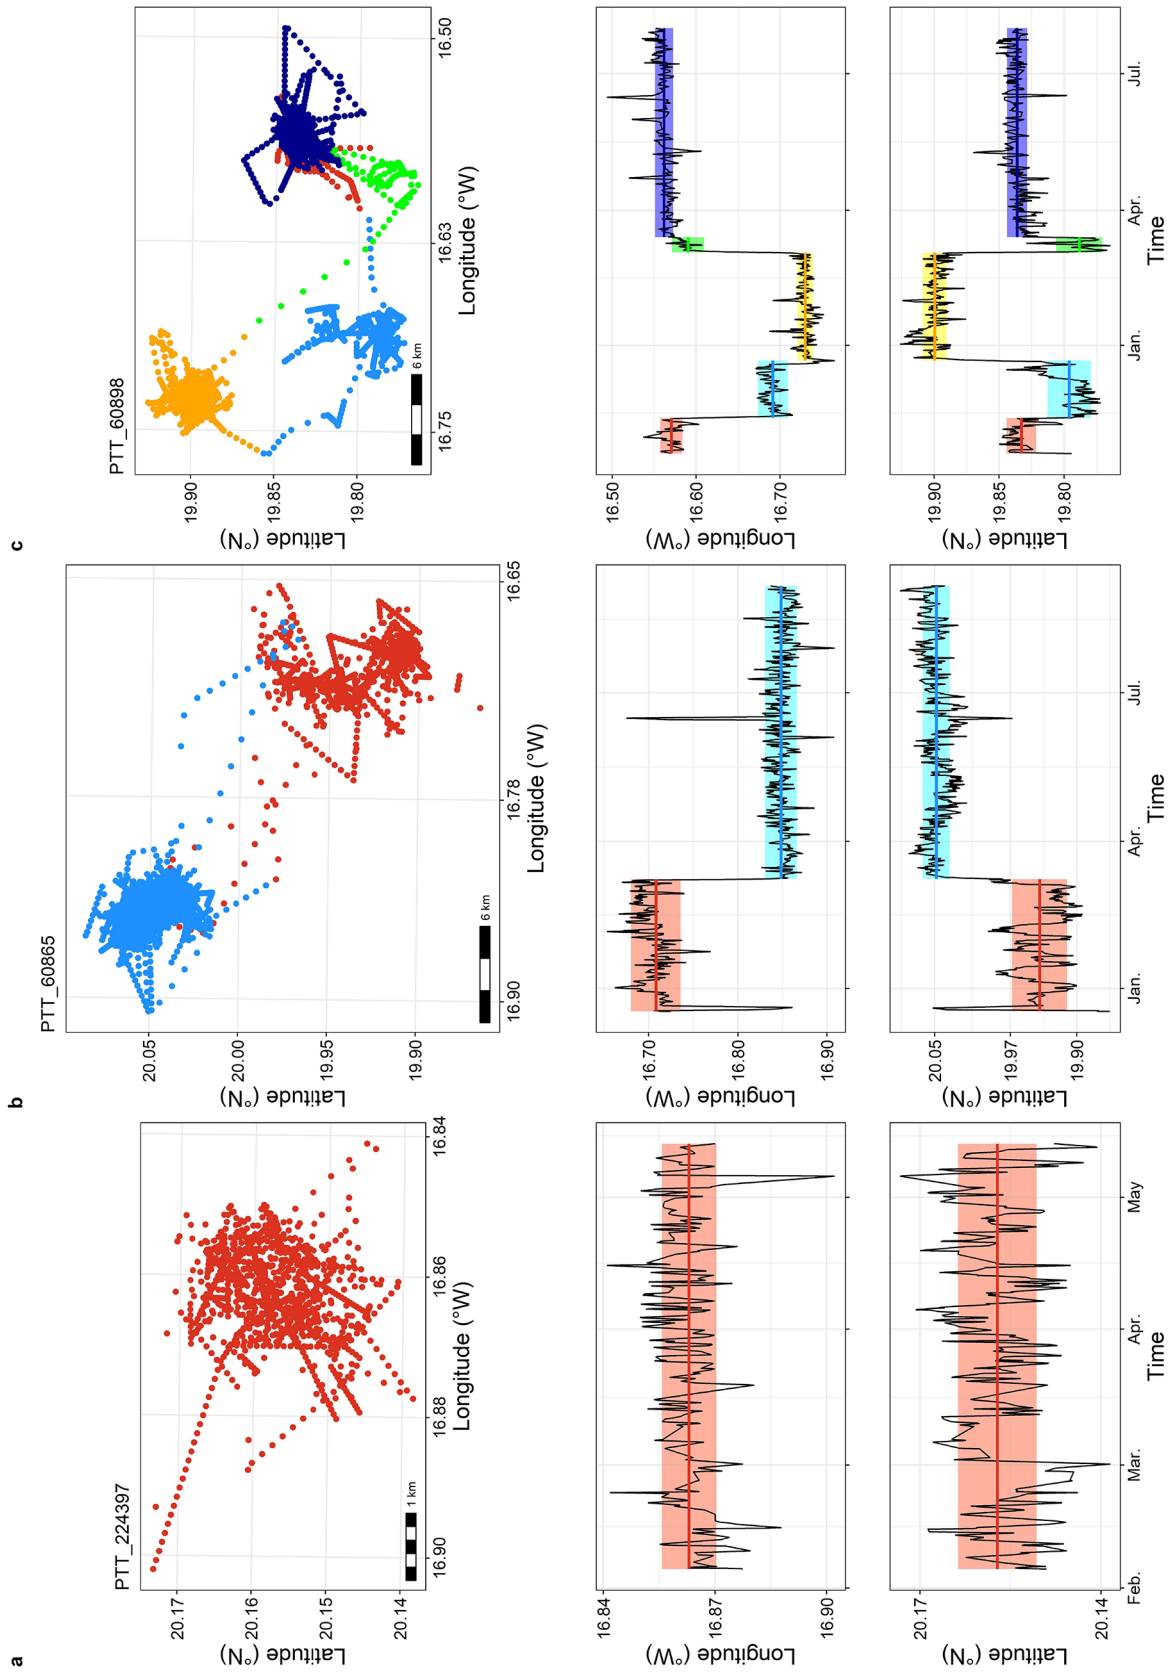 a
PTT_224397
20.17
20.16
20.15
20.14
Latitude (°N)
1 km
16.90
16.88
16.86
16.84
Longitude (°W)
16.84
16.87
16.90
Longitude (°W)
20.17
20.14
Latitude (°N)
Feb.
Mar.
Apr.
May
Time
b
PTT_60865
20.05
20.00
19.95
19.90
Latitude (°N)
6 km
16.90
16.78
16.65
Longitude (°W)
16.70
16.80
16.90
Longitude (°W)
20.05
19.97
19.90
Latitude (°N)
Jan.
Apr.
Jul.
Time
c
PTT_60898
19.90
19.85
19.80
Latitude (°N)
6 km
16.75
16.63
16.50
Longitude (°W)
16.50
16.60
16.70
Longitude (°W)
19.90
19.85
19.80
Latitude (°N)
Jan.
Apr.
Jul.
Time